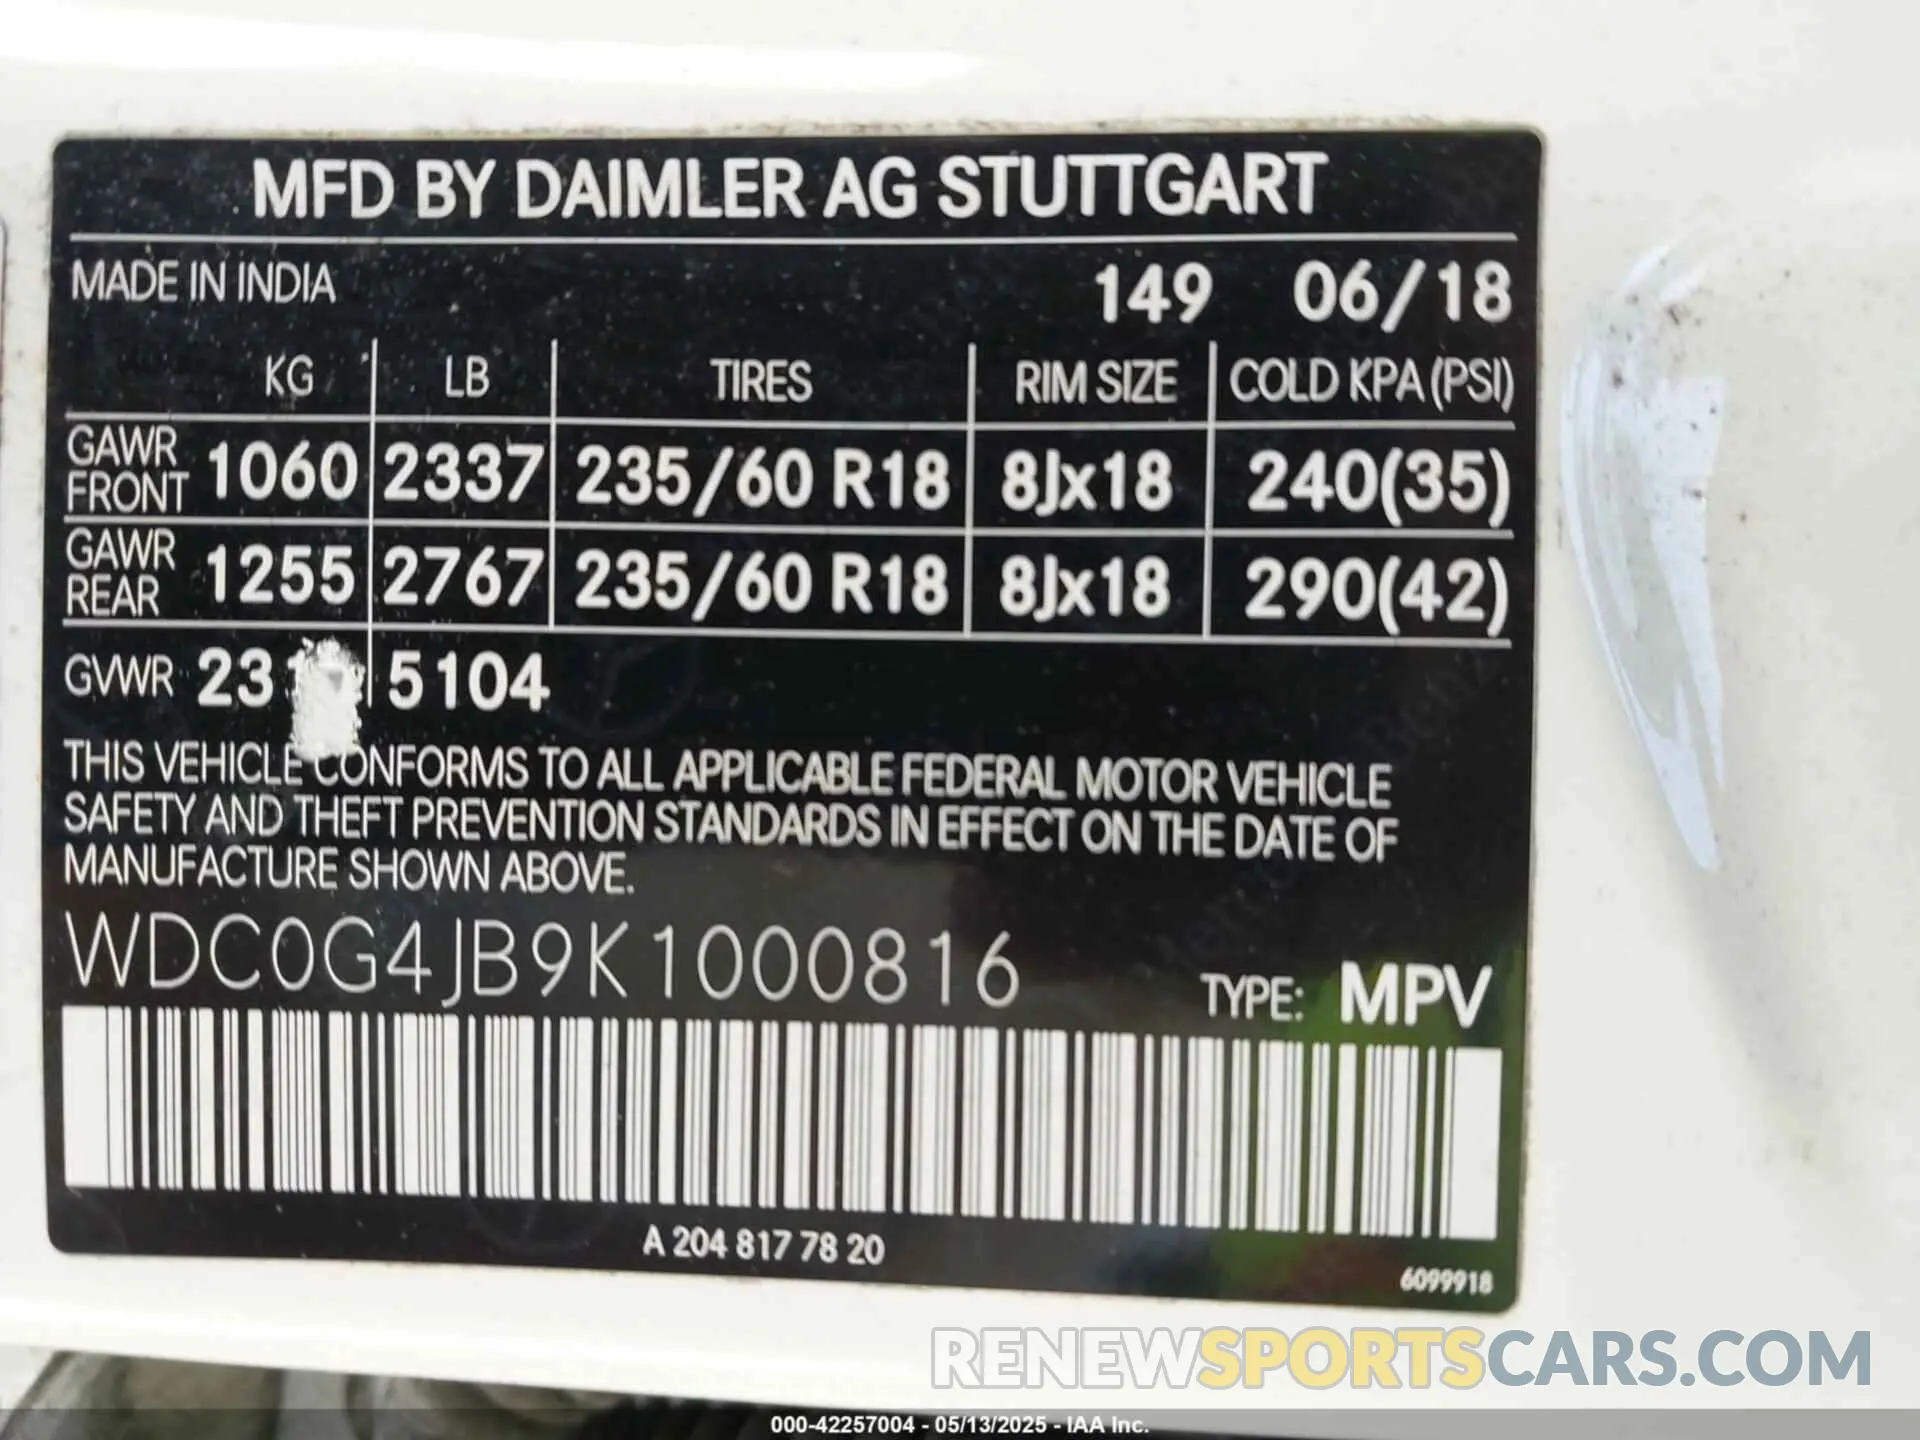 MFD BY DAIMLER AG STUTTGART
MADE IN INDIA 149 06/18
KG LB TIRES RIM SIZE COLD KPA (PSI)
GAWR FRONT 1060 2337 235/60 R18 8Jx18 240(35)
GAWR REAR 1255 2767 235/60 R18 8Jx18 290(42)
GVWR 5104
THIS VEHICLE CONFORMS TO ALL APPLICABLE FEDERAL MOTOR VEHICLE
SAFETY AND THEFT PREVENTION STANDARDS IN EFFECT ON THE DATE OF
MANUFACTURE SHOWN ABOVE.
WDC0G4JB9K1000816 TYPE: MPV
A 204 817 78 20
6099918
RENEWSPORTSCARS.COM
000-42257004 - 05/13/2025 - IAA Inc.